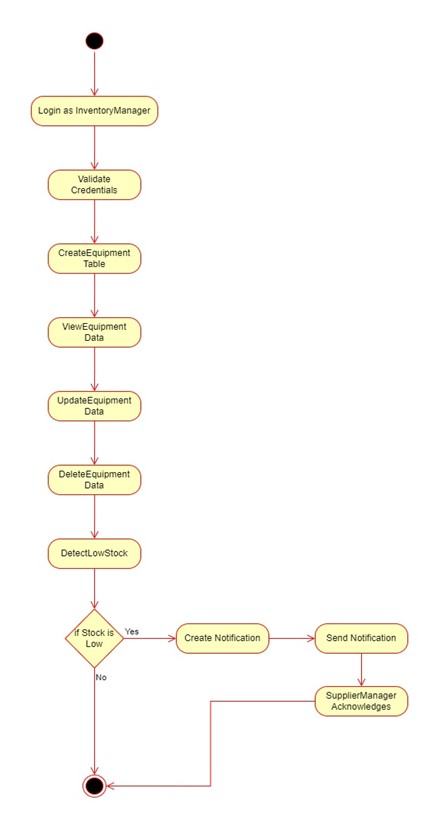 Login as InventoryManager
Validate
Credentials
CreateEquipment
Table
ViewEquipment
Data
UpdateEquipment
Data
DeleteEquipment
Data
DetectLowStock
If Stock is
Low
Yes
No
Create Notification
Send Notification
SupplierManager
Acknowledges